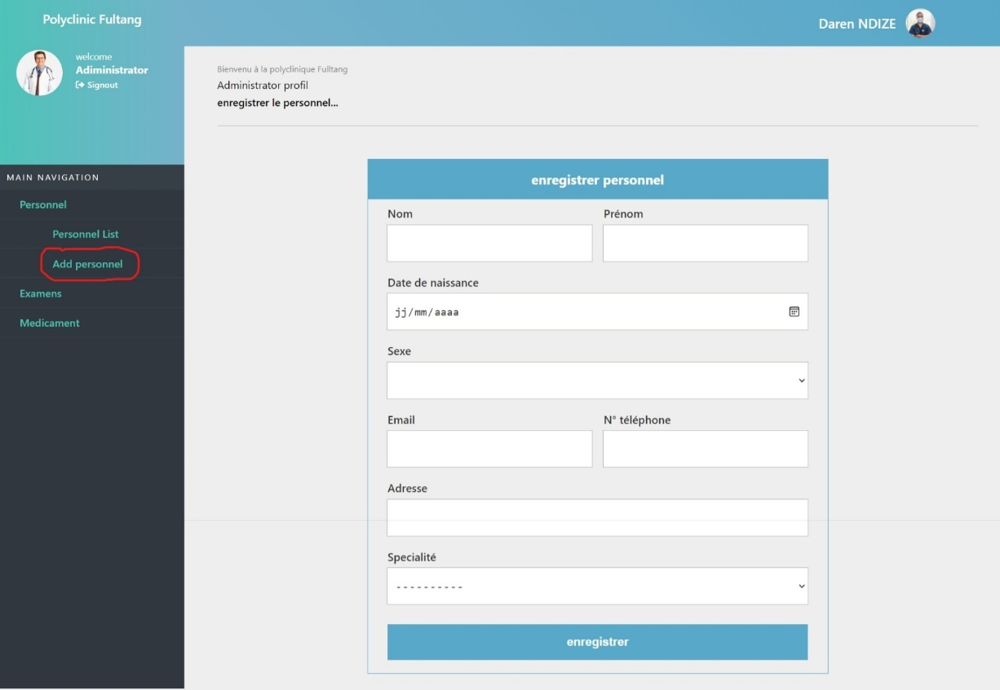 Polyclinic Fultang
Daren NDIZE
welcome
Adiministrator
Signout
Bienvenu à la polyclinique Fulltang
Administrator profil
enregistrer le personnel...
MAIN NAVIGATION
Personnel
Personnel List
Add personnel
Examens
Medicament
enregistrer personnel
Nom Prénom
Date de naissance
jj/mm/aaaa
Sexe
Email N° téléphone
Adresse
Specialité
----------
enregistrer